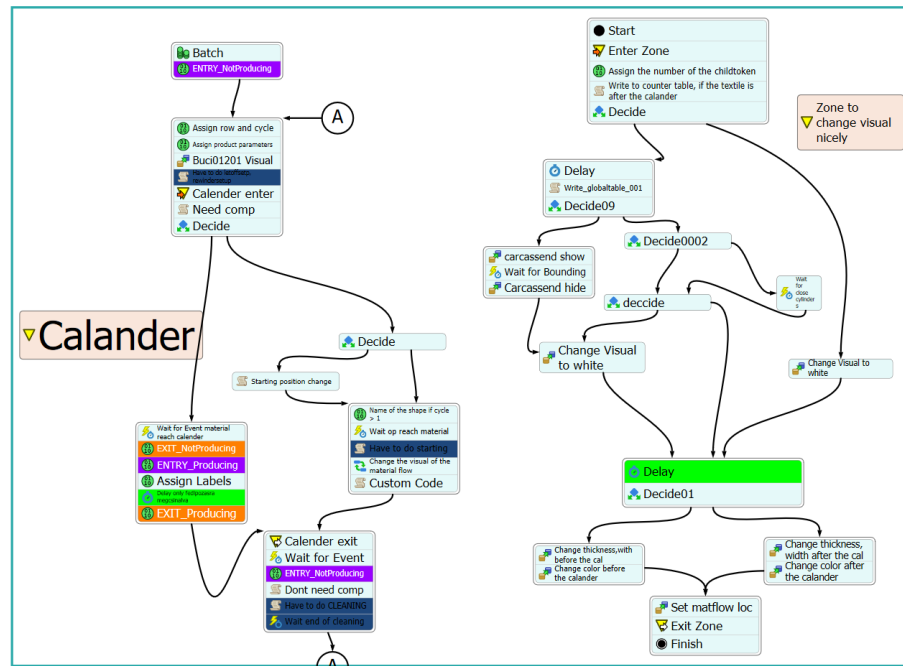 Batch
ENTRY_NotProducing
A
Assign row and cycle
Assign product parameters
Buci01201 Visual
Have to do
Calender enter
Need comp
Decide
Calander
Decide
Starting position change
Wait for Event material
reach calender
EXIT_NotProducing
ENTRY_Producing
Assign Labels
Delay only
EXIT_Producing
Name of the shape if cycle
> 1
Wait op reach material
Have to do starting
Change the visual of the
material flow
Custom Code
Calender exit
Wait for Event
ENTRY_NotProducing
Dont need comp
Have to do CLEANING
Wait end of cleaning
A
Start
Enter Zone
Assign the number of the childtoken
Write to counter table, if the textile is
after the calander
Decide
Zone to
change visual
nicely
Delay
Write_globaltable_001
Decide09
carcassend show
Wait for Bounding
Carcassend hide
Decide0002
Wait
for
close
cylinder
s
deccide
Change Visual
to white
Change Visual to
white
Delay
Decide01
Change thickness,with
before the cal
Change color before
the calander
Change thickness,
width after the cal
Change color after
the calander
Set matflow loc
Exit Zone
Finish